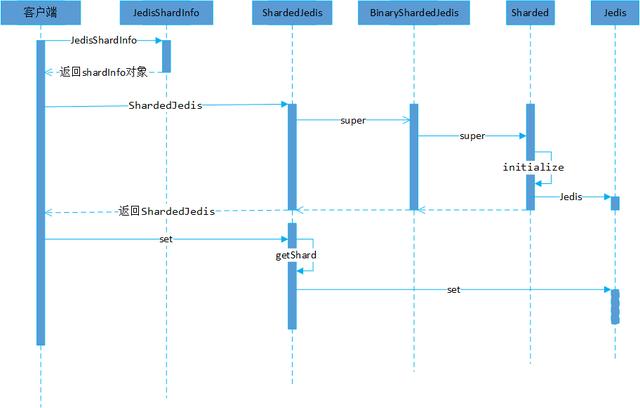 客户端
JedisShardInfo
ShardedJedis
BinaryShardedJedis
Sharded
Jedis
JedisShardInfo
返回shardInfo对象
ShardedJedis
super
super
initialize
Jedis
返回ShardedJedis
set
getShard
set